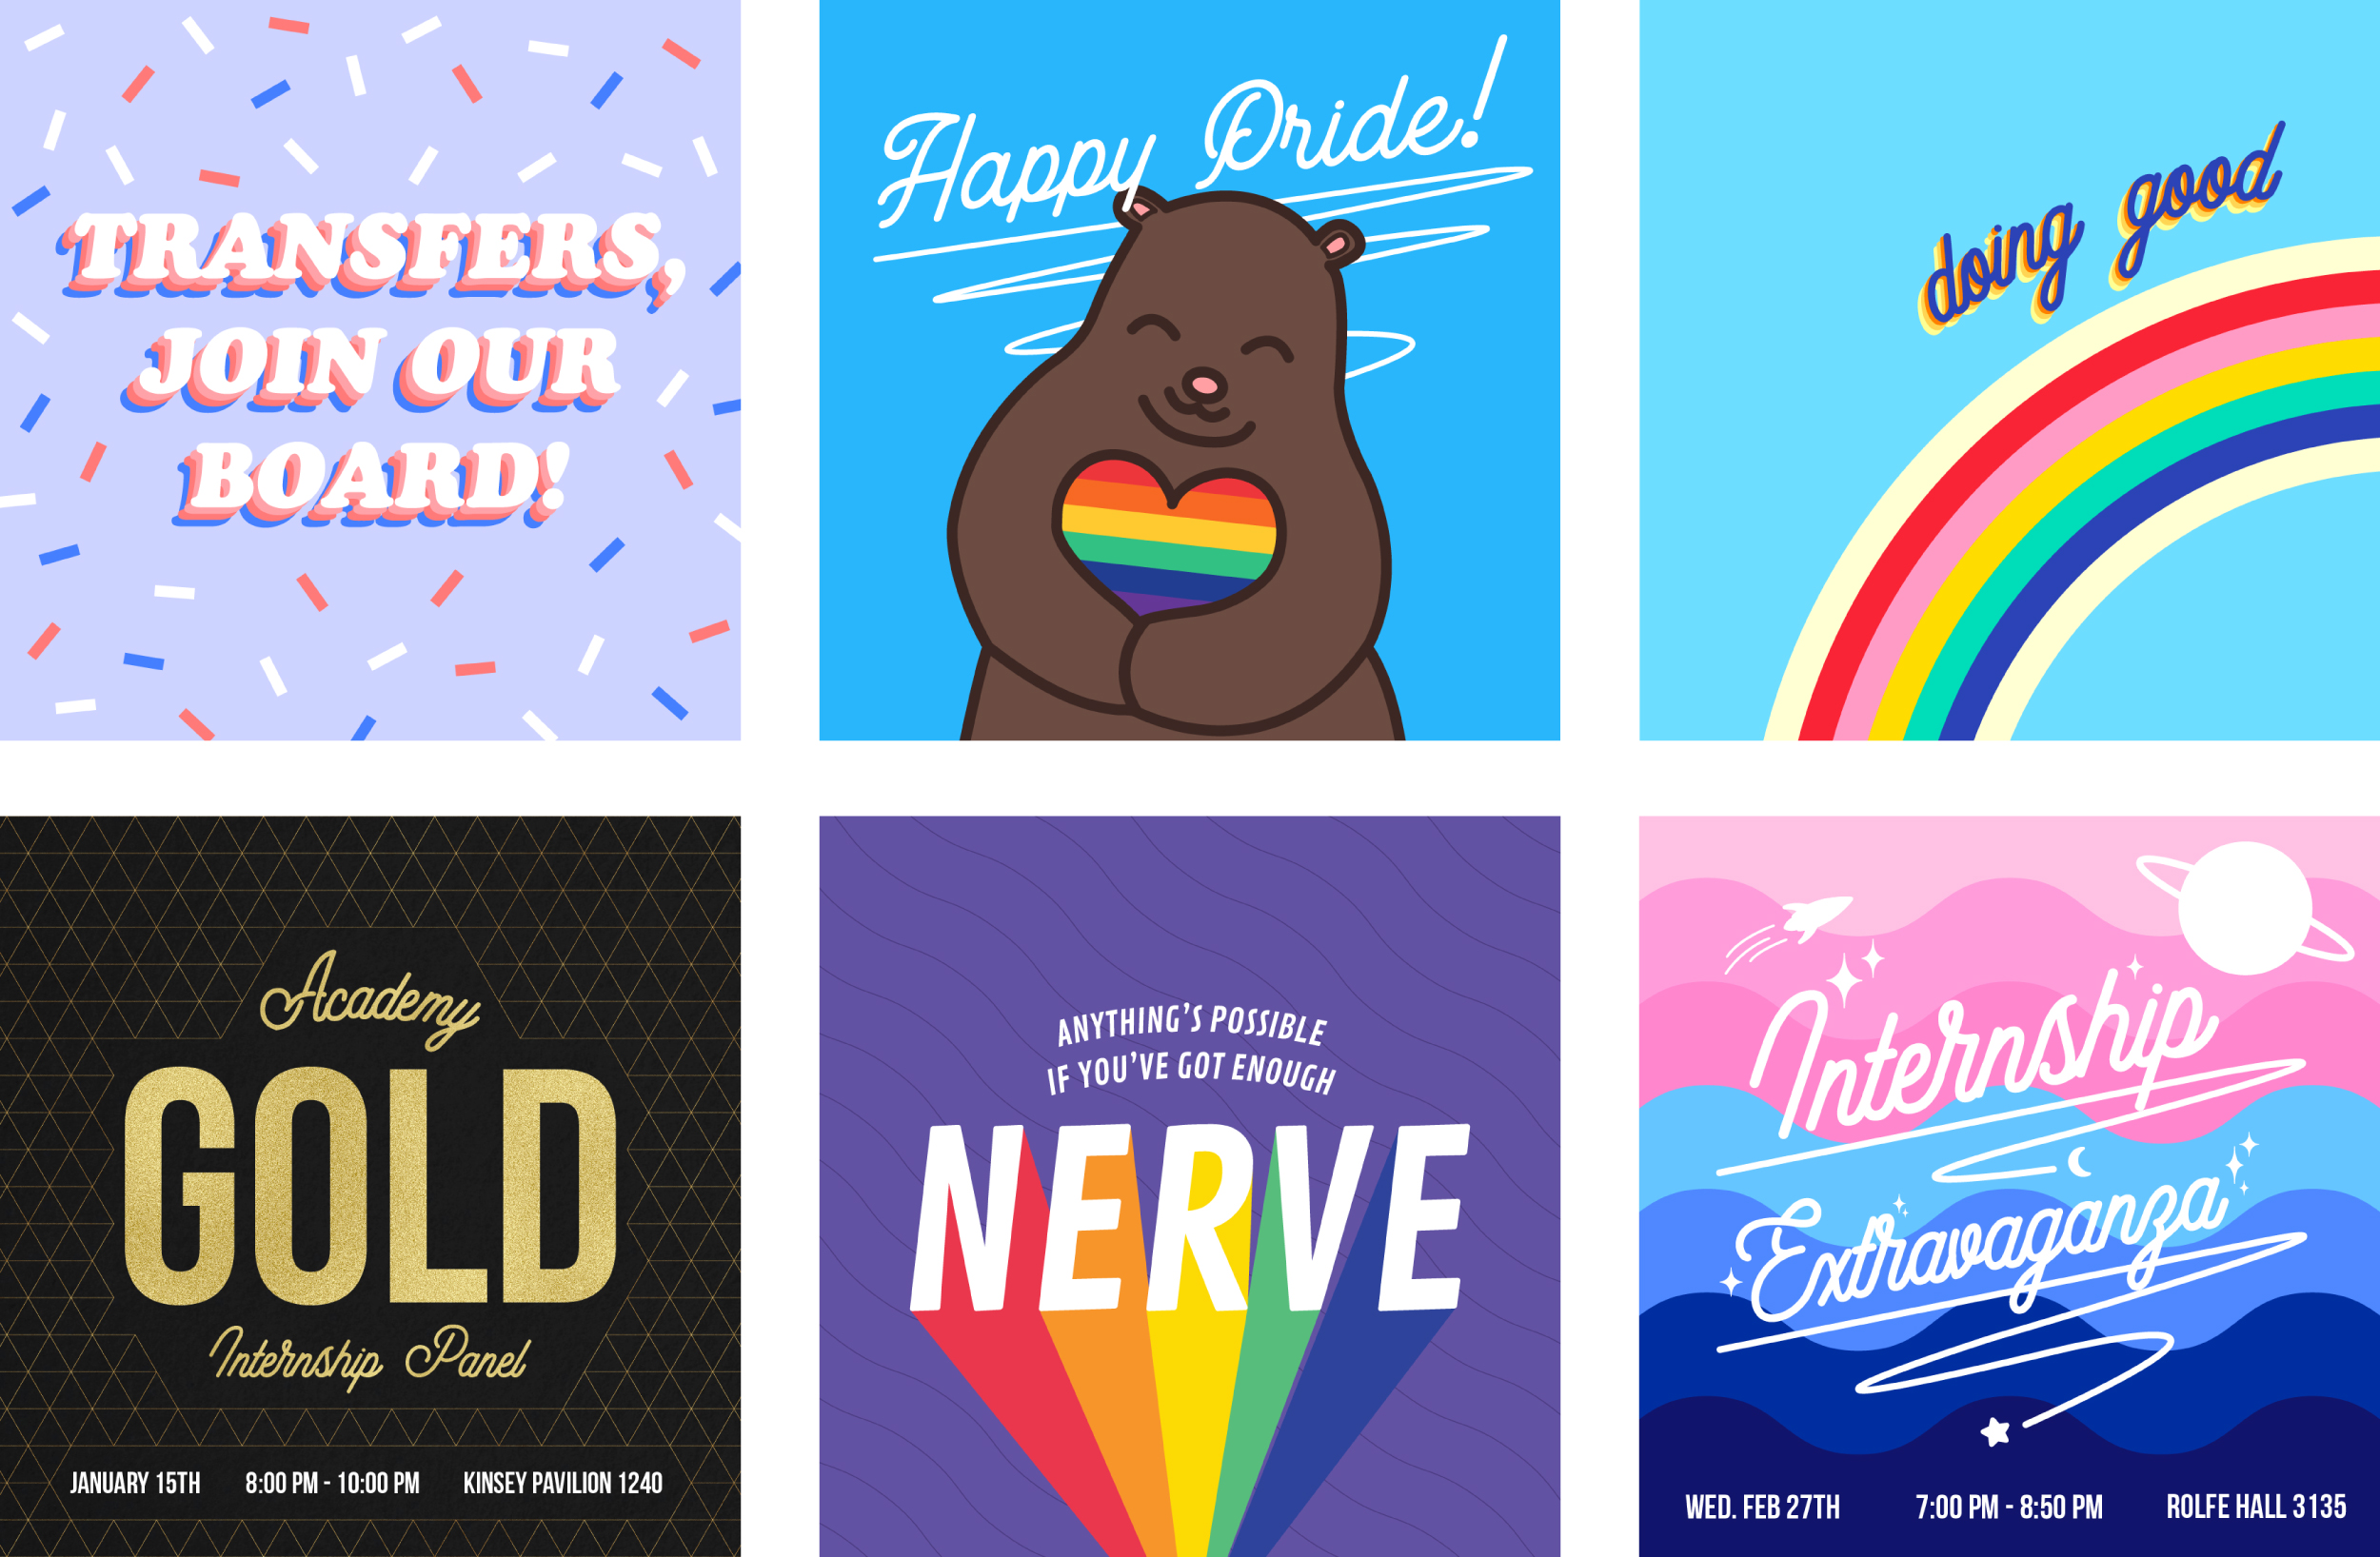 TRANSFERS,
JOIN OUR
BOARD!
Happy Pride!
doing good
Academy
GOLD
Internship Panel
JANUARY 15TH 8:00 PM - 10:00 PM KINSEY PAVILION 1240
ANYTHING'S POSSIBLE
IF YOU'VE GOT ENOUGH
NERVE
Internship
Extravaganza
WED. FEB 27TH 7:00 PM - 8:50 PM ROLFE HALL 3135